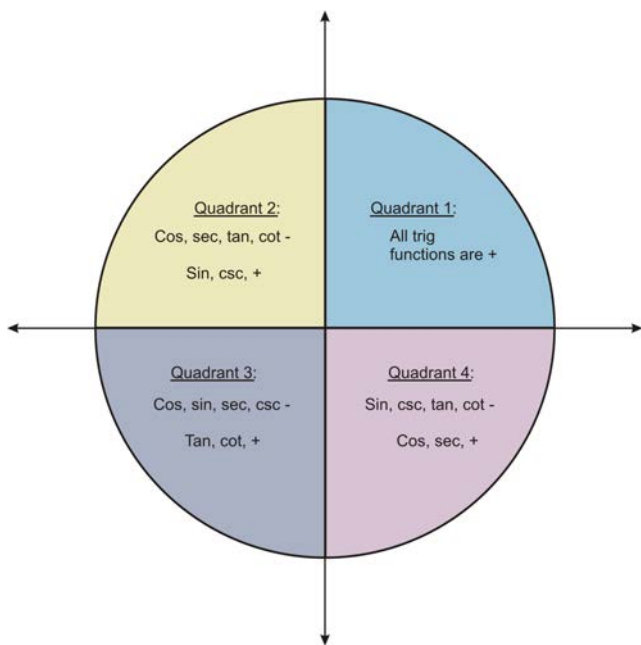 Quadrant 2:
Cos, sec, tan, cot -
Sin, csc, +
Quadrant 1:
All trig
functions are +
Quadrant 3:
Cos, sin, sec, csc -
Tan, cot, +
Quadrant 4:
Sin, csc, tan, cot -
Cos, sec, +